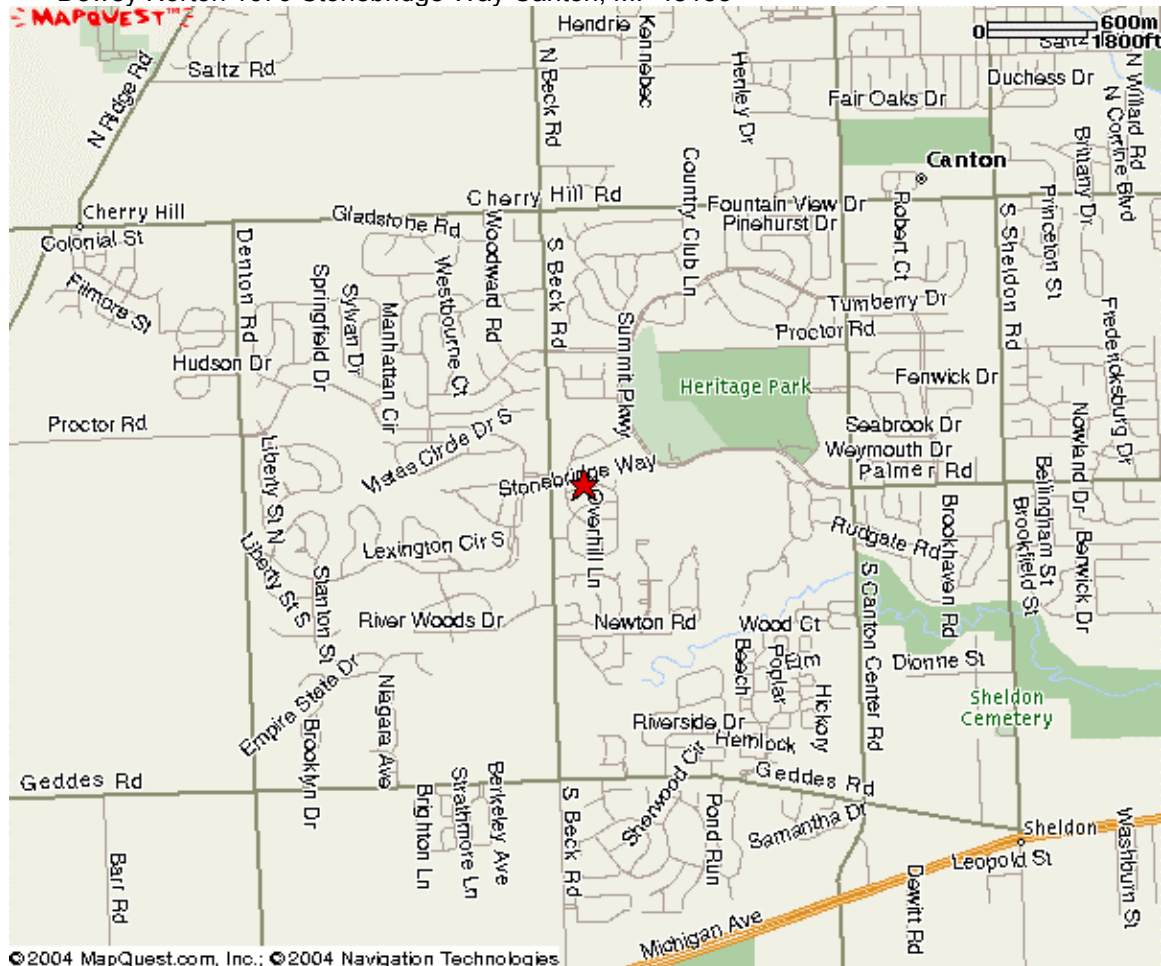 MAPQUEST™
0
600m
1800ft
Hendrie
Kennebec
Saltz Rd
N Ridge Rd
N Beck Rd
Henley Dr
Duchess Dr
Fair Oaks Dr
N Willard Rd
N Corrine Blvd
Brittany Dr
Canton
Cherry Hill
Cherry Hill Rd
Country Club Ln
Fountain View Dr
Pinehurst Dr
Robert Ct
Princeton St
S Sheldon Rd
Colonial St
Gladstone Rd
Woodward Rd
S Beck Rd
Denton Rd
Filmore St
Springfield Dr
Sylvan Dr
Manhattan Cir
Westbourne Ct
Summit Pkwy
Turnberry Dr
Proctor Rd
Fredericksburg Dr
Hudson Dr
Heritage Park
Fenwick Dr
Proctor Rd
Seabrook Dr
Weymouth Dr
Nowland Dr
Liberty St N
Vistas Circle Dr S
Stonebridge Way
Palmer Rd
Bellingham St
Brookfield St
Berwick Dr
Overhill Ln
Rudgate Rd
Brookhaven Rd
Lexington Cir S
Liberty St S
Stanton St
S Canton Center Rd
River Woods Dr
Newton Rd
Wood Ct
Beech
Poplar
Elm
Dionne St
Empire State Dr
Niagara Ave
Hickory
Sheldon
Cemetery
Brooklyn Dr
Riverside Dr
Hemlock
Geddes Rd
Geddes Rd
Brighton Ln
Strathmore Ln
Berkeley Ave
S Beck Rd
Sherwood Cir
Pond Run
Samantha Dr
Sheldon
Leopold St
Washburn St
Barr Rd
Dewitt Rd
Michigan Ave
©2004 MapQuest.com, Inc.; ©2004 Navigation Technologies